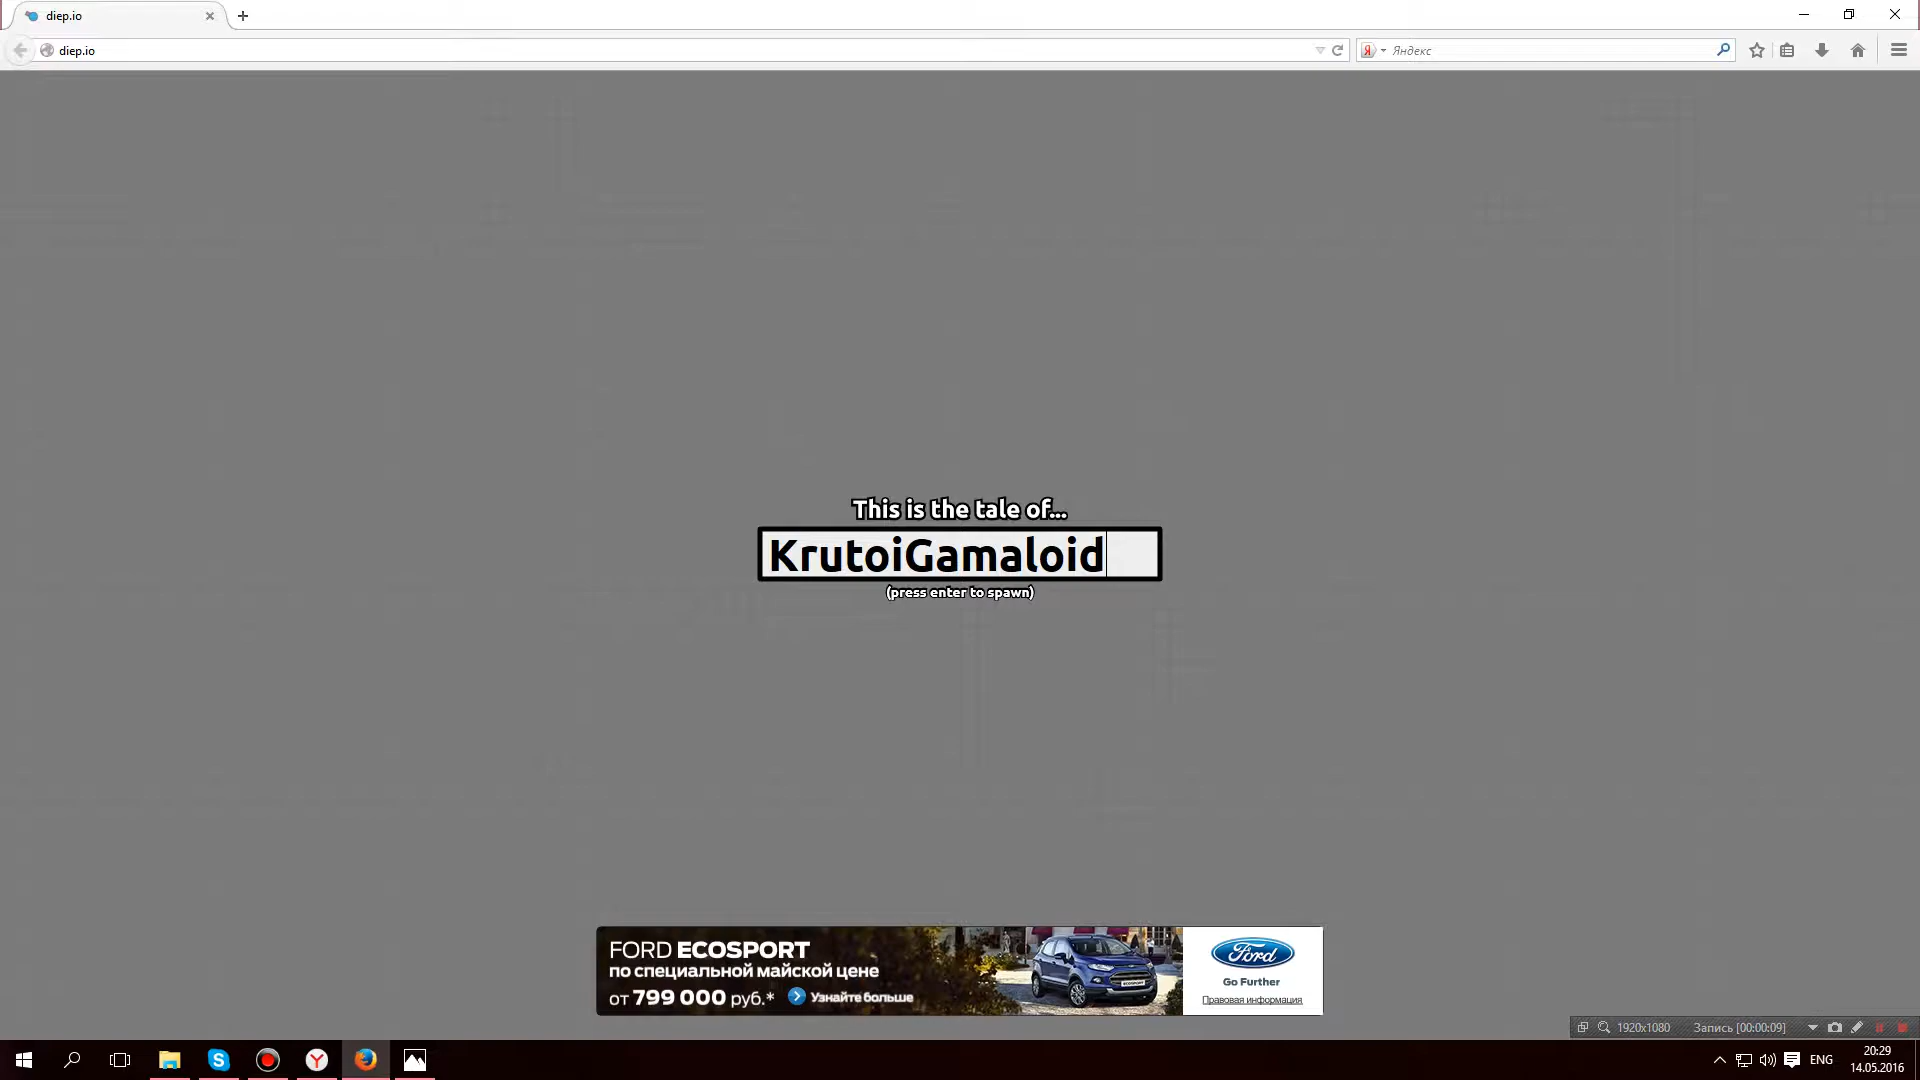 diep.io
diep.io
Яндекс
This is the tale of...
KrutoiGamaloid
(press enter to spawn)
FORD ECOSPORT
по специальной майской цене
от 799 000 руб.*
Узнайте больше
Ford
Go Further
Правовая информация
1920x1080
Запись [00:00:09]
ENG
20:29
14.05.2016